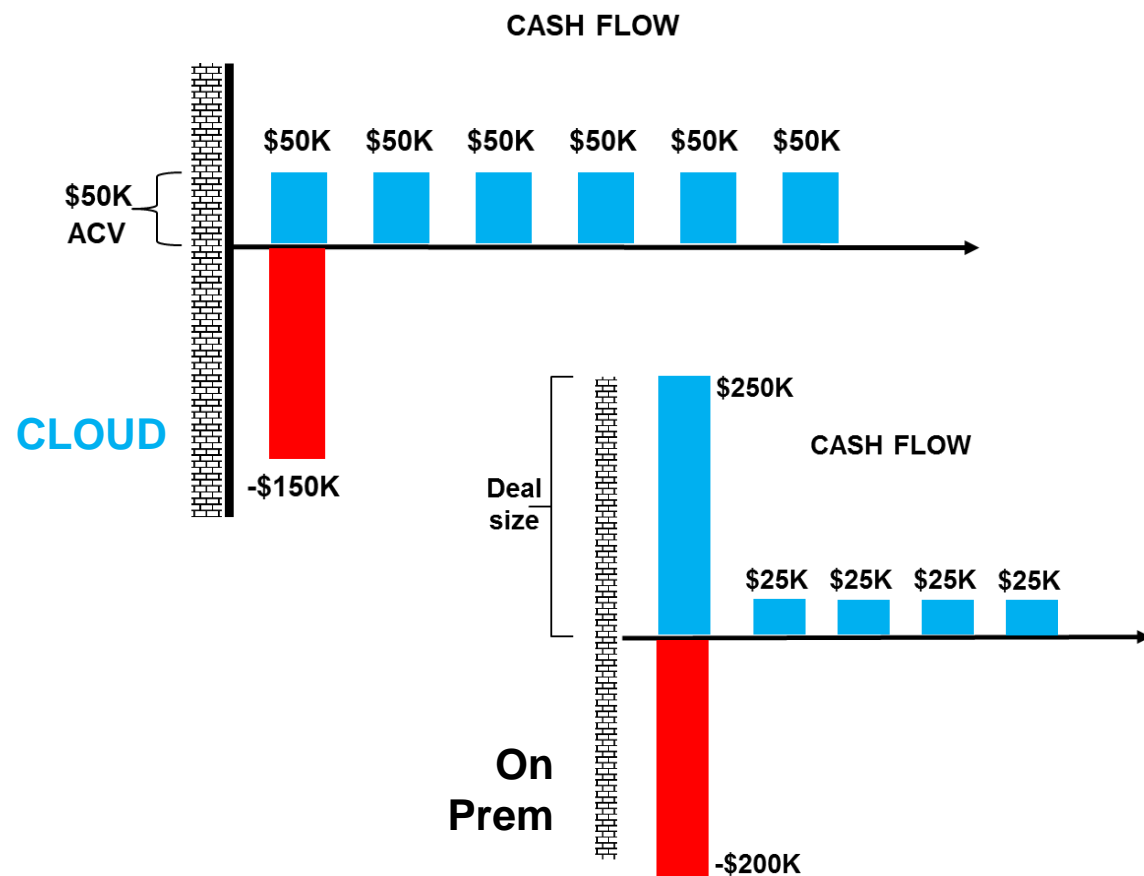 CASH FLOW
$50K $50K $50K $50K $50K $50K
$50K
ACV
CLOUD
-$150K
$250K
CASH FLOW
Deal
size
$25K $25K $25K $25K
On
Prem
-$200K